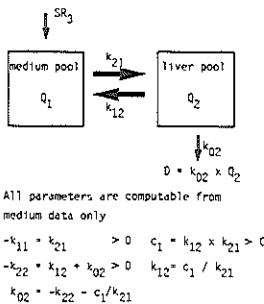 SR3
k21
medium pool liver pool
Q1 Q2
k12
k02
D = k02 x Q2
All parameters are computable from
medium data only
-k11 = k21 > 0 c1 = k12 x k21 > 0
-k22 = k12 + k02 > 0 k12= c1 / k21
k02 = -k22 - c1/k21